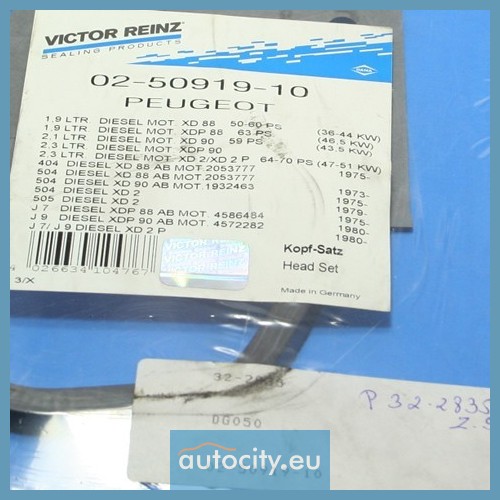 VICTOR REINZ
SEALING PRODUCTS
DANA
02-50919-10
PEUGEOT
1,9 LTR DIESEL MOT. XD 88 50-60 PS (36-44 KW)
1,9 LTR DIESEL MOT. XDP 88 63 PS (46.5 KW)
2,1 LTR DIESEL MOT. XD 90 59 PS (43.5 KW)
2,3 LTR DIESEL MOT. XDP 90
2,3 LTR DIESEL MOT. XD 2/XD 2 P 64-70 PS (47-51 KW)
404 DIESEL XD 88 AB MOT.2053777 1975-
504 DIESEL XD 88 AB MOT.2053777
504 DIESEL XD 90 AB MOT.1932463 1973-
504 DIESEL XD 2 1975-
505 DIESEL XD 2 1979-
J 7 DIESEL XDP 88 AB MOT. 4586484 1975-
J 9 DIESEL XDP 90 AB MOT. 4572282 1980-
J 7/ J 9 DIESEL XD 2 P 1980-
VICTOR REINZ
Kopf-Satz
Head Set
4 026634 104767
3/X
Made in Germany
DG050
P 32-2835
autocity.eu